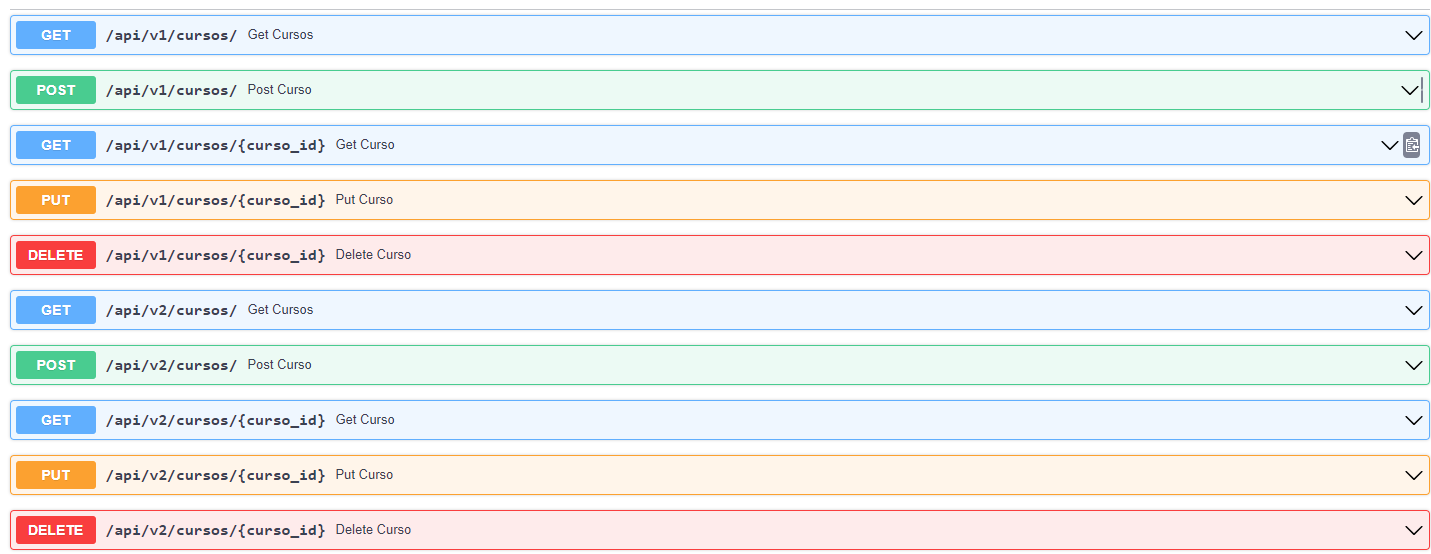 GET /api/v1/cursos/ Get Cursos
POST /api/v1/cursos/ Post Curso
GET /api/v1/cursos/{curso_id} Get Curso
PUT /api/v1/cursos/{curso_id} Put Curso
DELETE /api/v1/cursos/{curso_id} Delete Curso
GET /api/v2/cursos/ Get Cursos
POST /api/v2/cursos/ Post Curso
GET /api/v2/cursos/{curso_id} Get Curso
PUT /api/v2/cursos/{curso_id} Put Curso
DELETE /api/v2/cursos/{curso_id} Delete Curso